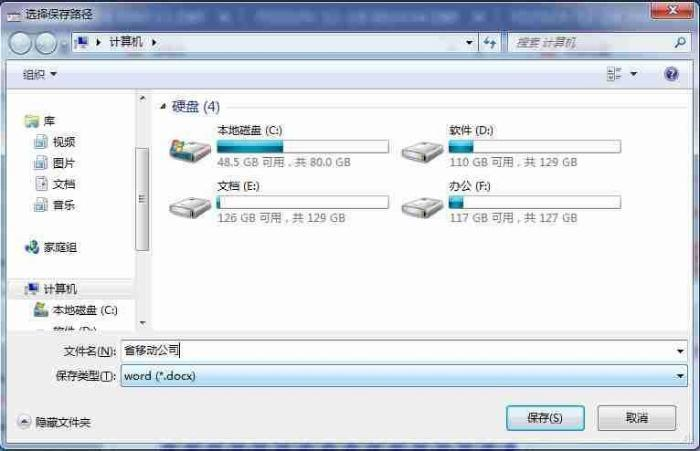 选择保存路径
计算机
搜索 计算机
组织
库
视频
图片
文档
音乐
家庭组
计算机
本地磁盘 (C:)
软件 (D:)
硬盘 (4)
本地磁盘 (C:)
48.5 GB 可用，共 80.0 GB
软件 (D:)
110 GB 可用，共 129 GB
文档 (E:)
126 GB 可用，共 129 GB
办公 (F:)
117 GB 可用，共 127 GB
文件名(N): 省移动公司
保存类型(T): word (*.docx)
隐藏文件夹
保存(S)
取消